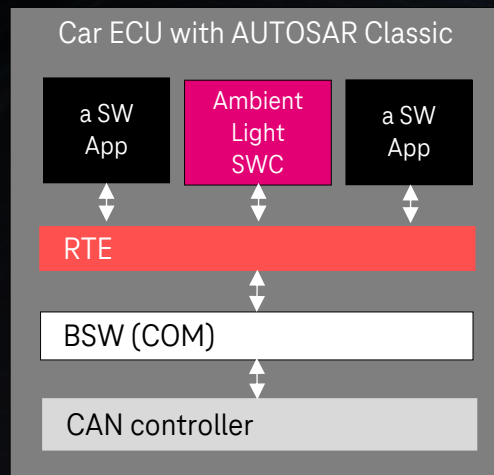 Car ECU with AUTOSAR Classic
a SW
App
Ambient
Light
SWC
a SW
App
RTE
BSW (COM)
CAN controller